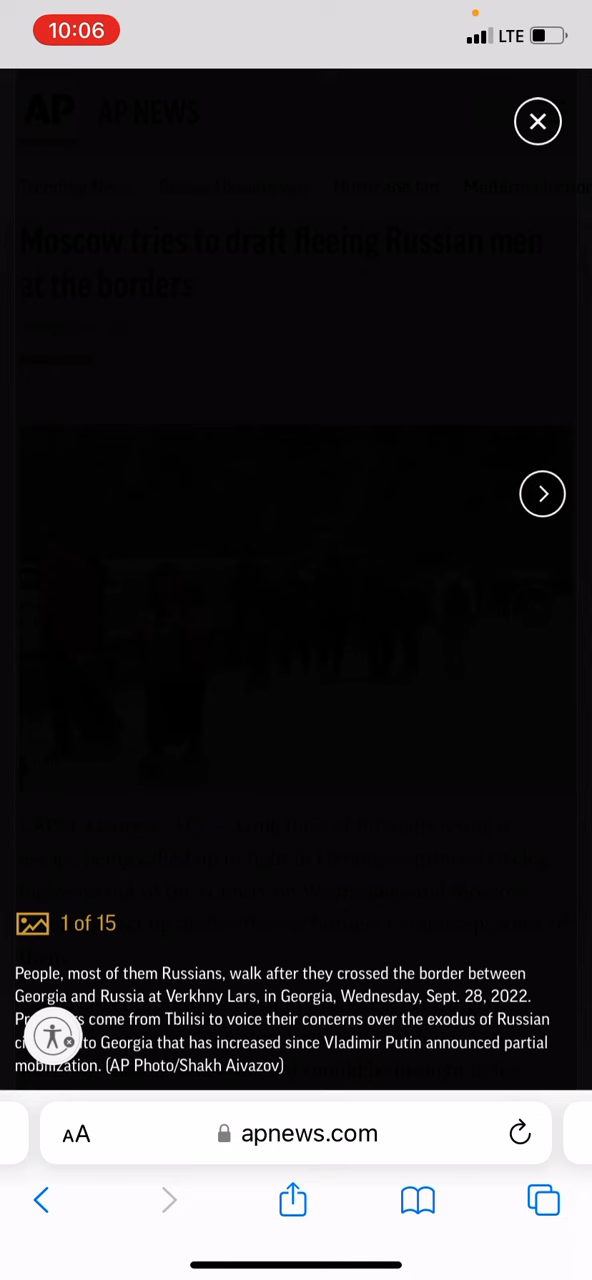 10:06
LTE
AP AP NEWS
Moscow tries to draft fleeing Russian men
at the borders
1 of 15
People, most of them Russians, walk after they crossed the border between
Georgia and Russia at Verkhny Lars, in Georgia, Wednesday, Sept. 28, 2022.
come from Tbilisi to voice their concerns over the exodus of Russian
to Georgia that has increased since Vladimir Putin announced partial
mobilization. (AP Photo/Shakh Aivazov)
AA
apnews.com